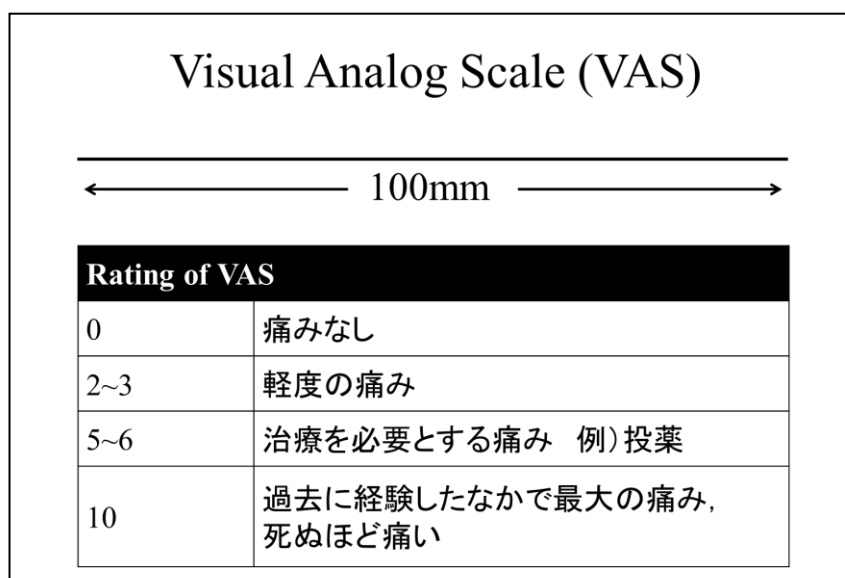 Visual Analog Scale (VAS)
100mm
Rating of VAS
0 痛みなし
2~3 軽度の痛み
5~6 治療を必要とする痛み　例）投薬
10 過去に経験したなかで最大の痛み，
死ぬほど痛い